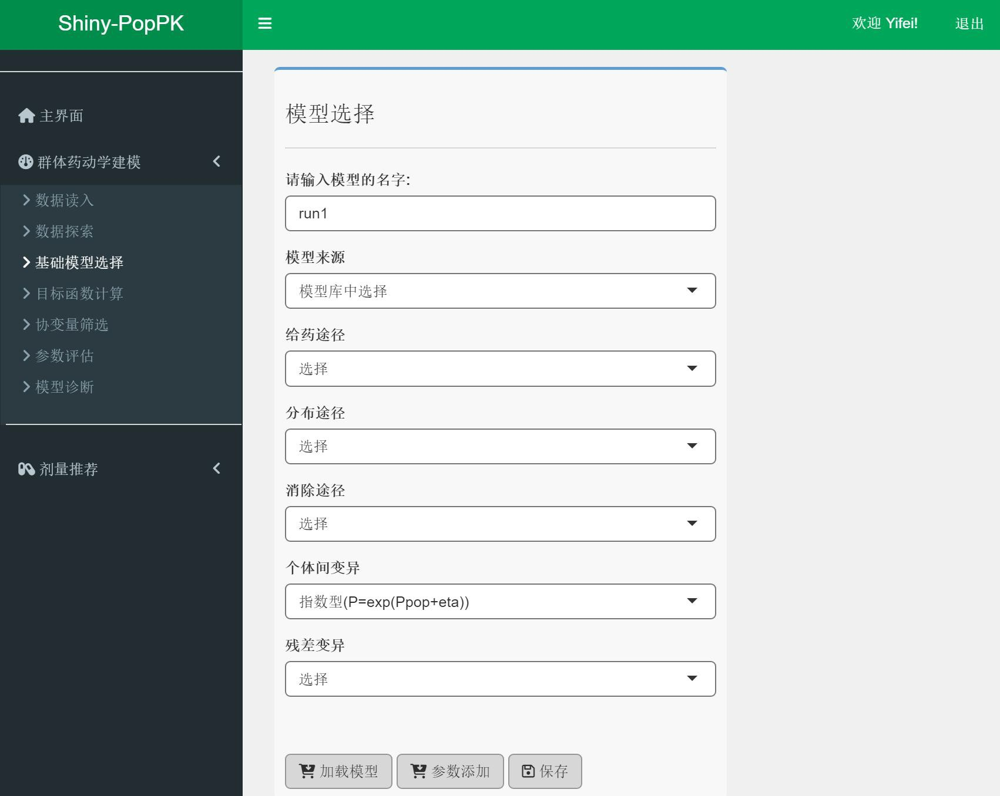 Shiny-PopPK
欢迎 Yifei!
退出
主界面
群体药动学建模
数据读入
数据探索
基础模型选择
目标函数计算
协变量筛选
参数评估
模型诊断
剂量推荐
模型选择
请输入模型的名字:
run1
模型来源
模型库中选择
给药途径
选择
分布途径
选择
消除途径
选择
个体间变异
指数型(P=exp(Ppop+eta))
残差变异
选择
加载模型
参数添加
保存